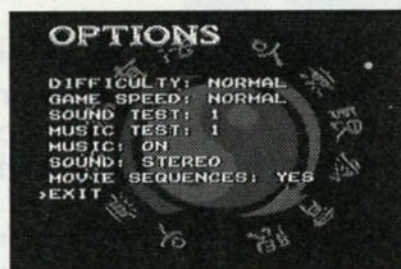 OPTIONS
DIFFICULTY: NORMAL
GAME SPEED: NORMAL
SOUND TEST: 1
MUSIC TEST: 1
MUSIC: ON
SOUND: STEREO
MOVIE SEQUENCES: YES
>EXIT